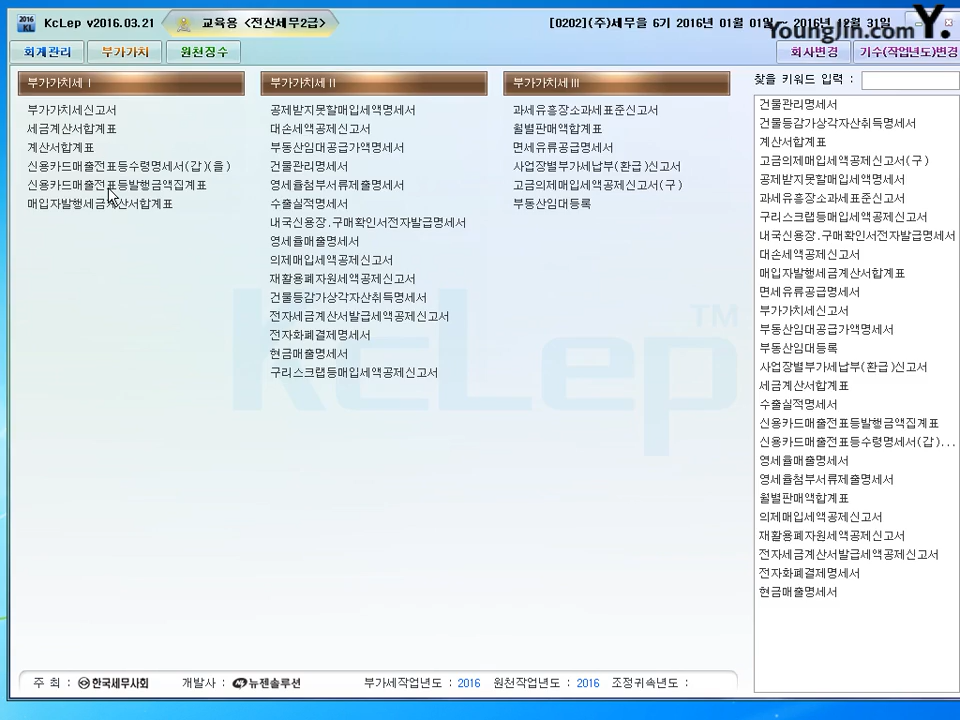 KcLep v2016.03.21
교육용 <전산세무2급>
[0202](주)세무을 6기 2016년 01월 01일 ~ 2016년 12월 31일
YoungJin.com Y.
회계관리
부가가치
원천징수
회사변경
기수(작업년도)변경
부가가치세 I
부가가치세신고서
세금계산서합계표
계산서합계표
신용카드매출전표등수령명세서(갑)(을)
신용카드매출전표등발행금액집계표
매입자발행세금계산서합계표
부가가치세 II
공제받지못할매입세액명세서
대손세액공제신고서
부동산임대공급가액명세서
건물관리명세서
영세율첨부서류제출명세서
수출실적명세서
내국신용장.구매확인서전자발급명세서
영세율매출명세서
의제매입세액공제신고서
재활용폐자원세액공제신고서
건물등감가상각자산취득명세서
전자세금계산서발급세액공제신고서
전자화폐결제명세서
현금매출명세서
구리스크랩등매입세액공제신고서
부가가치세 III
과세유흥장소과세표준신고서
월별판매액합계표
면세유류공급명세서
사업장별부가세납부(환급)신고서
고금의제매입세액공제신고서(구)
부동산임대등록
찾을 키워드 입력 :
건물관리명세서
건물등감가상각자산취득명세서
계산서합계표
고금의제매입세액공제신고서(구)
공제받지못할매입세액명세서
과세유흥장소과세표준신고서
구리스크랩등매입세액공제신고서
내국신용장.구매확인서전자발급명세서
대손세액공제신고서
매입자발행세금계산서합계표
면세유류공급명세서
부가가치세신고서
부동산임대공급가액명세서
부동산임대등록
사업장별부가세납부(환급)신고서
세금계산서합계표
수출실적명세서
신용카드매출전표등발행금액집계표
신용카드매출전표등수령명세서(갑)...
영세율매출명세서
영세율첨부서류제출명세서
월별판매액합계표
의제매입세액공제신고서
재활용폐자원세액공제신고서
전자세금계산서발급세액공제신고서
전자화폐결제명세서
현금매출명세서
KcLep TM
주 최 : 한국세무사회
개발사 : 뉴젠솔루션
부가세작업년도 : 2016
원천작업년도 : 2016
조정귀속년도 :